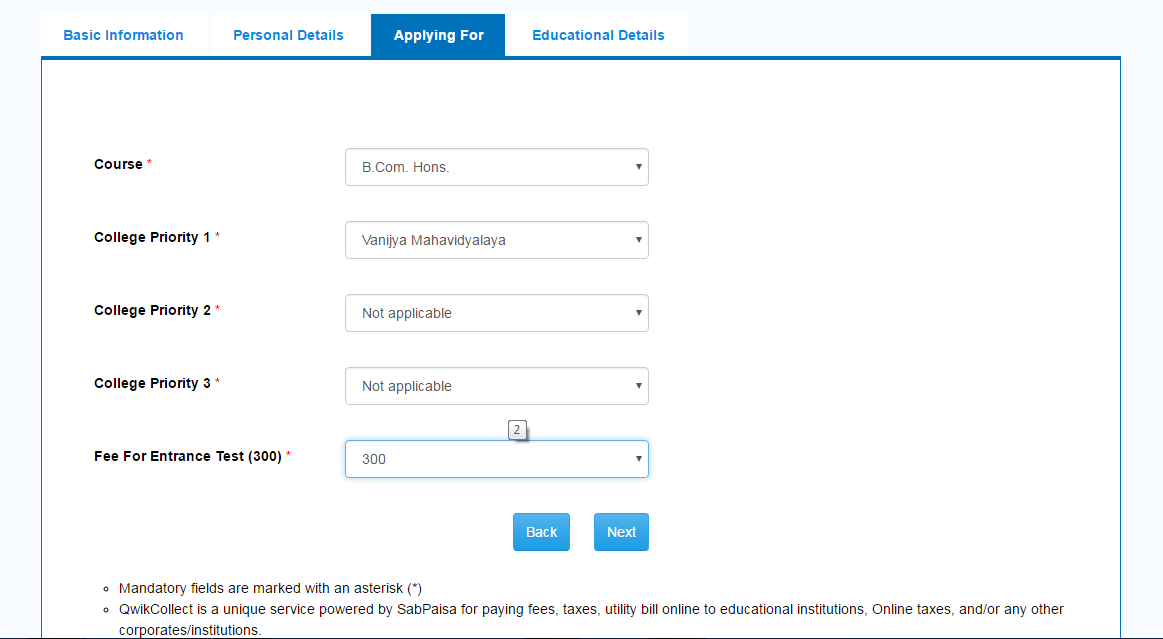 Basic Information Personal Details Applying For Educational Details
Course *
B.Com. Hons.
College Priority 1 *
Vanijya Mahavidyalaya
College Priority 2 *
Not applicable
College Priority 3 *
Not applicable
2
Fee For Entrance Test (300) *
300
Back Next
Mandatory fields are marked with an asterisk (*)
QwikCollect is a unique service powered by SabPaisa for paying fees, taxes, utility bill online to educational institutions, Online taxes, and/or any other
corporates/institutions.